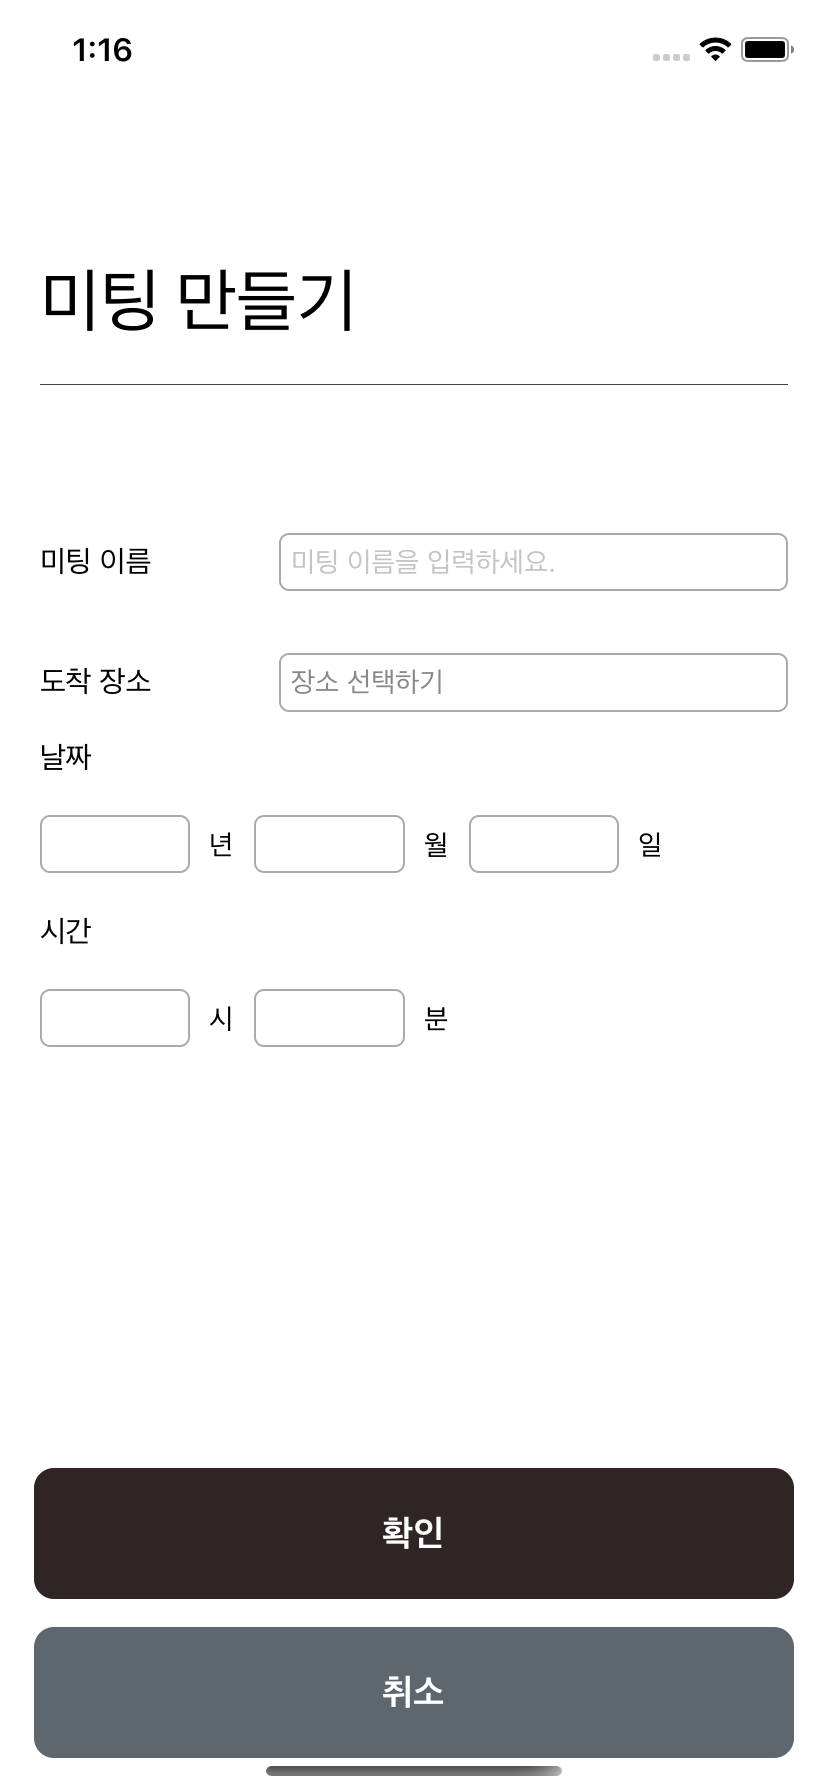 1:16
미팅 만들기
미팅 이름 미팅 이름을 입력하세요.
도착 장소 장소 선택하기
날짜
년 월 일
시간
시 분
확인
취소